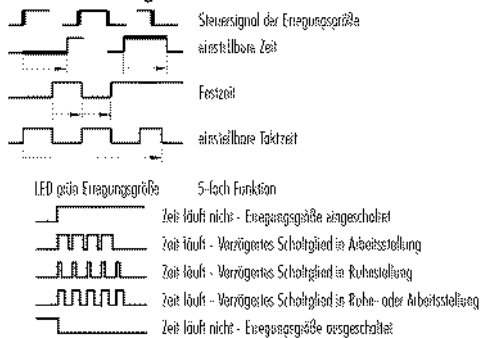 Steuersignal der Erregungsgröße
einstellbare Zeit
Festzeit
einstellbare Taktzeit
LED grün Erregungsgröße 5-fach Funktion
Zeit läuft nicht - Erregungsgröße eingeschaltet
Zeit läuft - Verzögertes Schaltglied in Arbeitsstellung
Zeit läuft - Verzögertes Schaltglied in Ruhestellung
Zeit läuft - Verzögertes Schaltglied in Ruhe- oder Arbeitsstellung
Zeit läuft nicht - Erregungsgröße ausgeschaltet